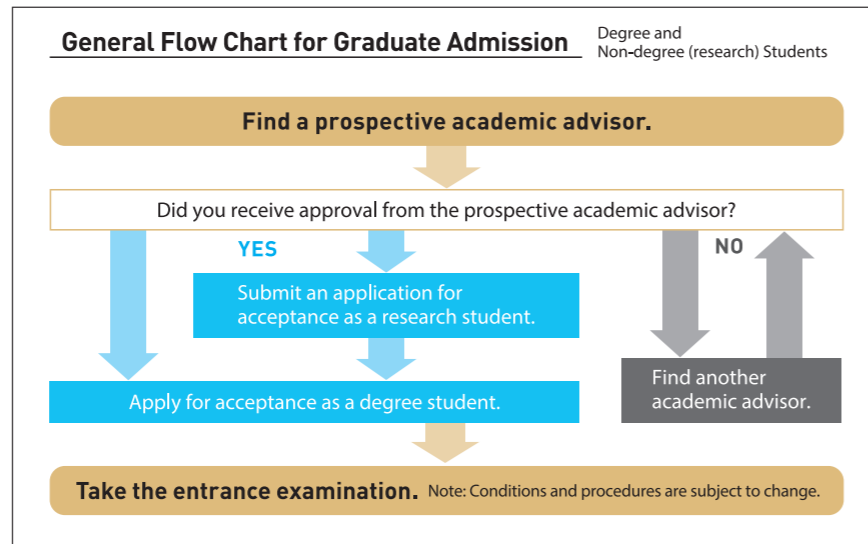 General Flow Chart for Graduate Admission
Degree and
Non-degree (research) Students
Find a prospective academic advisor.
Did you receive approval from the prospective academic advisor?
YES
NO
Submit an application for
acceptance as a research student.
Find another
academic advisor.
Apply for acceptance as a degree student.
Take the entrance examination. Note: Conditions and procedures are subject to change.